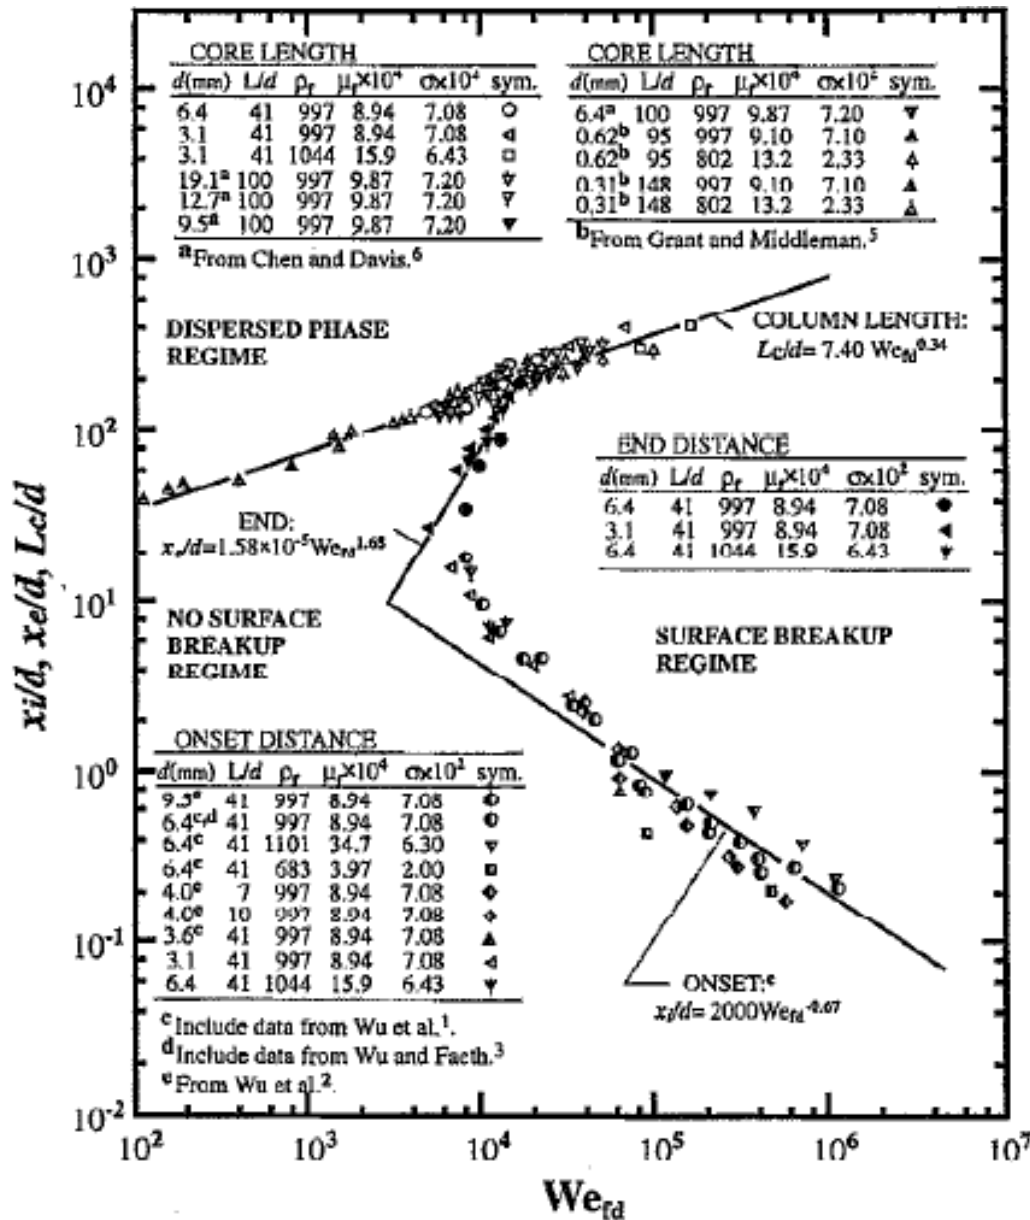 CORE LENGTH
d(mm) L/d ρf μf×10⁴ σ×10² sym.
6.4 41 997 8.94 7.08 ○
3.1 41 997 8.94 7.08
3.1 41 1044 15.9 6.43 □
19.1ᵃ 100 997 9.87 7.20
12.7ᵃ 100 997 9.87 7.20
9.5ᵃ 100 997 9.87 7.20 ▼
ᵃFrom Chen and Davis.⁶
CORE LENGTH
d(mm) L/d ρf μf×10⁴ σ×10² sym.
6.4ᵃ 100 997 9.87 7.20
0.62ᵇ 95 997 9.10 7.10
0.62ᵇ 95 802 13.2 2.33
0.31ᵇ 148 997 9.10 7.10
0.31ᵇ 148 802 13.2 2.33
ᵇFrom Grant and Middleman.⁵
DISPERSED PHASE
REGIME
COLUMN LENGTH:
Lc/d= 7.40 We_fd^0.34
END DISTANCE
d(mm) L/d ρf μf×10⁴ σ×10² sym.
6.4 41 997 8.94 7.08 ●
3.1 41 997 8.94 7.08 ◀
6.4 41 1044 15.9 6.43 ▼
END:
xe/d=1.58×10⁻⁵We_fd^1.68
NO SURFACE
BREAKUP
REGIME
SURFACE BREAKUP
REGIME
ONSET DISTANCE
d(mm) L/d ρf μf×10⁴ σ×10² sym.
9.5ᵉ 41 997 8.94 7.08
6.4ᶜ,ᵈ 41 997 8.94 7.08
6.4ᶜ 41 1101 34.7 6.30
6.4ᶜ 41 683 3.97 2.00
4.0ᵉ 7 997 8.94 7.08
4.0ᵉ 10 997 8.94 7.08
3.6ᶜ 41 997 8.94 7.08
3.1 41 997 8.94 7.08
6.4 41 1044 15.9 6.43
ᶜInclude data from Wu et al.¹.
ᵈInclude data from Wu and Faeth.³
ᵉFrom Wu et al.².
ONSET:ᵉ
xi/d= 2000We_fd^-0.67
10⁴
10³
10²
10¹
10⁰
10⁻¹
10⁻²
xi/d, xe/d, Lc/d
10² 10³ 10⁴ 10⁵ 10⁶ 10⁷
We_fd